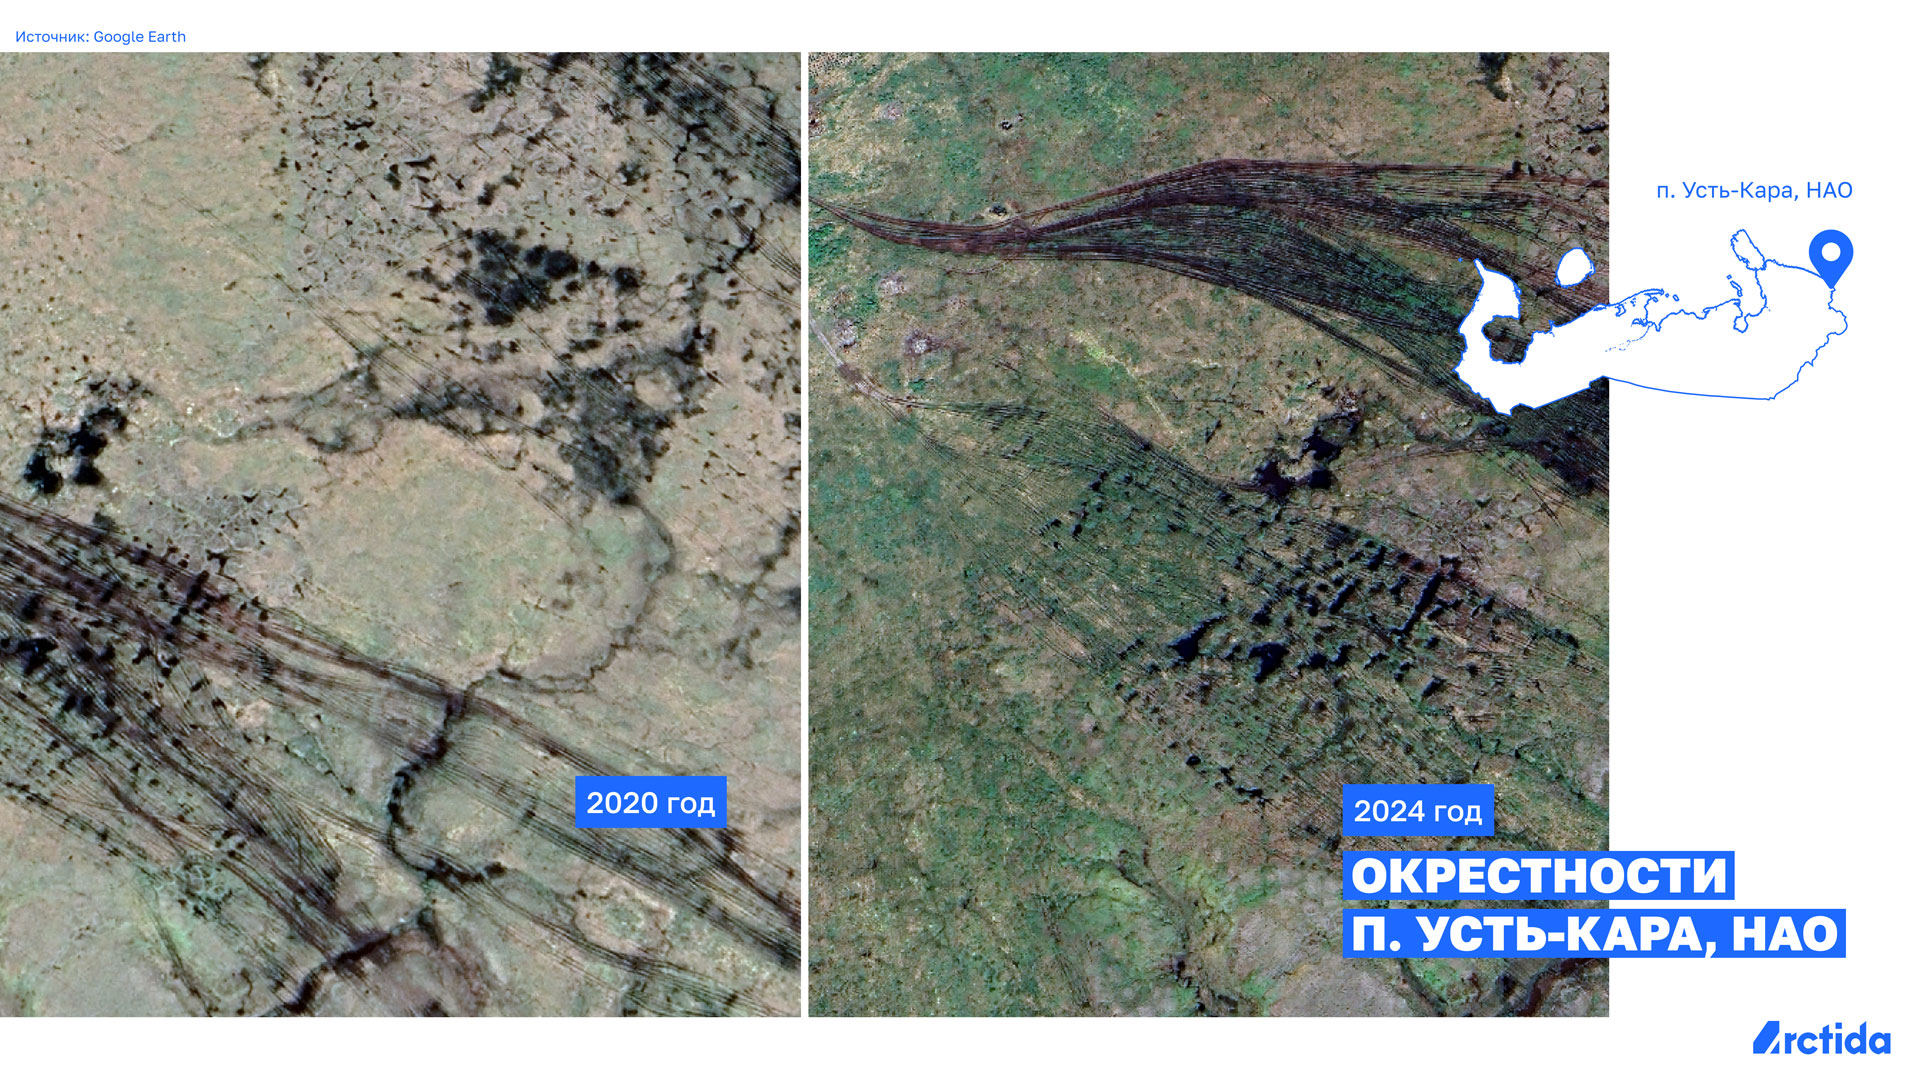 Источник: Google Earth
п. Усть-Кара, НАО
2020 год
2024 год
ОКРЕСТНОСТИ
П. УСТЬ-КАРА, НАО
Arctida